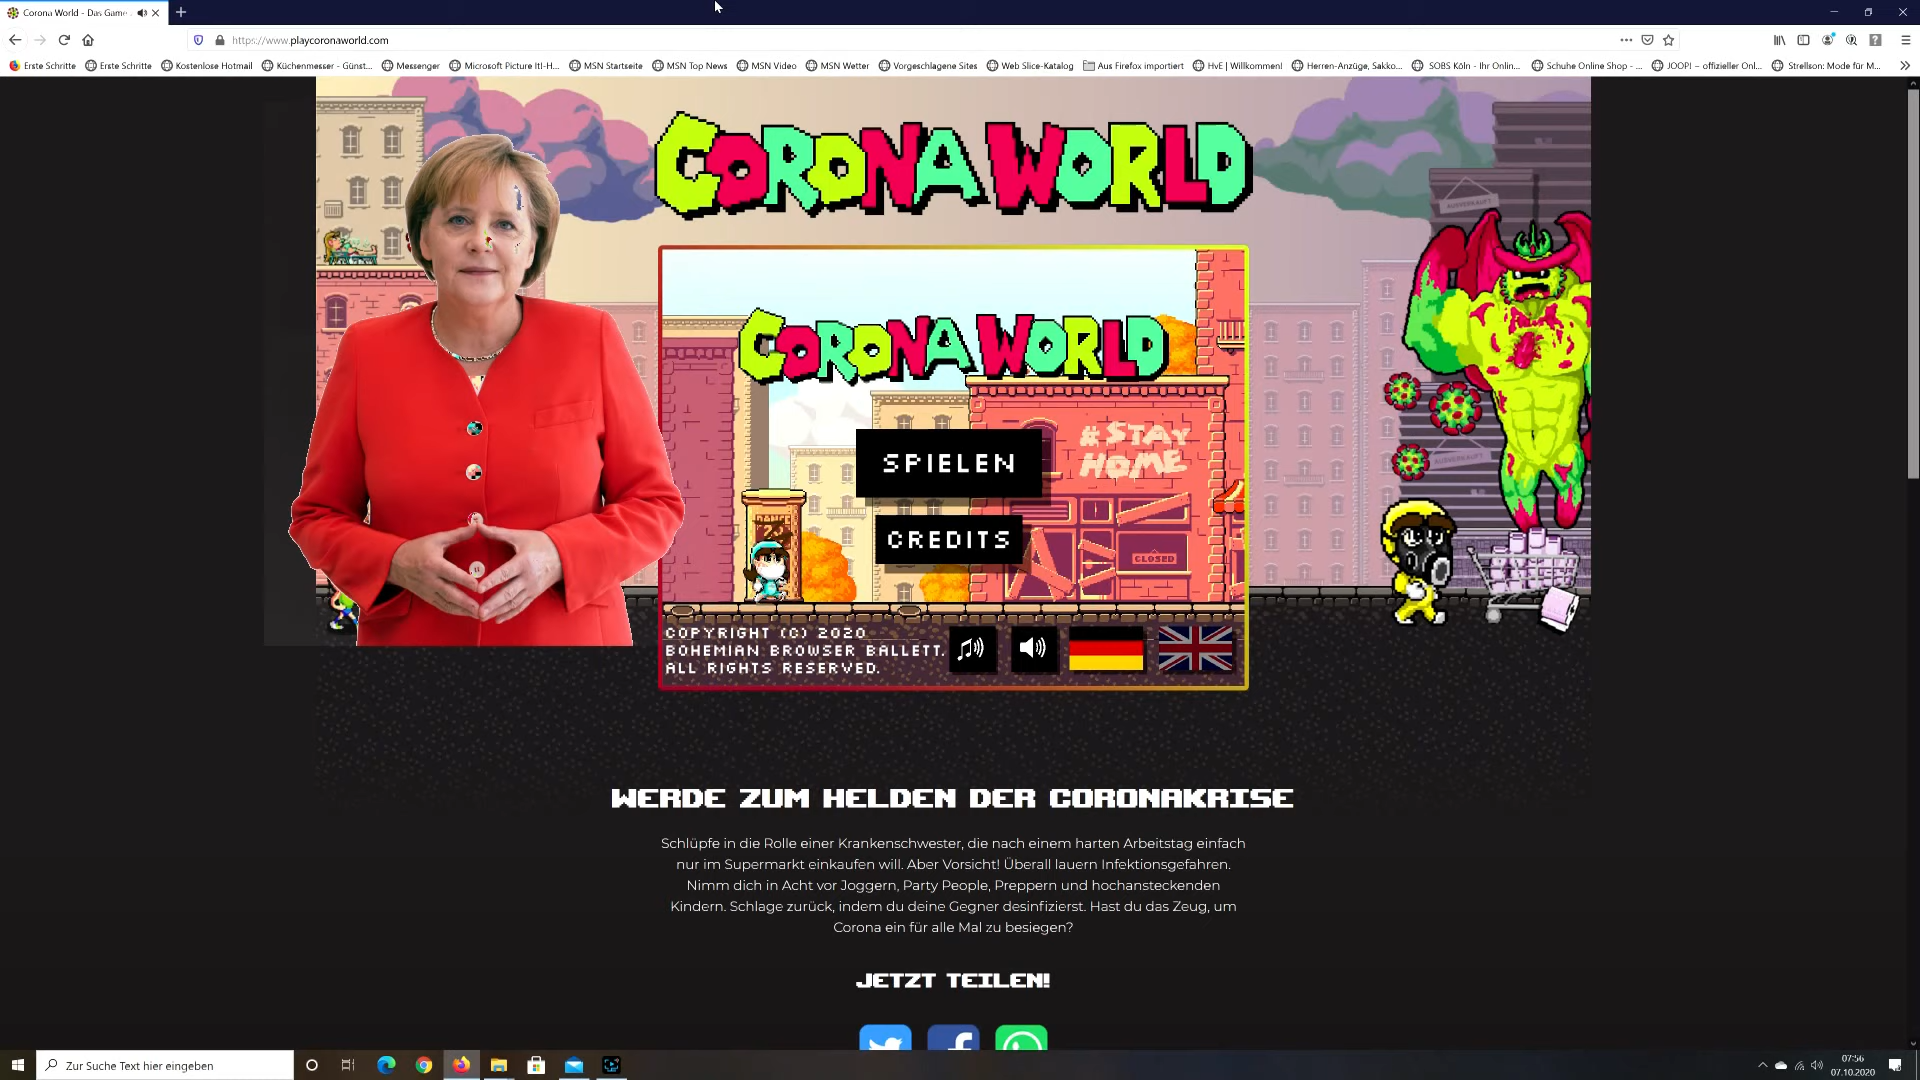 Corona World - Das Game
https://www.playcoronaworld.com
Erste Schritte
Erste Schritte
Kostenlose Hotmail
Küchenmesser - Günst...
Messenger
Microsoft Picture It!-H...
MSN Startseite
MSN Top News
MSN Video
MSN Wetter
Vorgeschlagene Sites
Web Slice-Katalog
Aus Firefox importiert
HvE | Willkommen!
Herren-Anzüge, Sakko...
SOBS Köln - Ihr Onlin...
Schuhe Online Shop - ...
JOOP! – offizieller Onl...
Strellson: Mode für M...
CORONA WORLD
AUSVERKAUFT
CORONA WORLD
#STAY
HOME
SPIELEN
AUSVERKAUFT
CREDITS
CLOSED
COPYRIGHT (C) 2020
BOHEMIAN BROWSER BALLETT.
ALL RIGHTS RESERVED.
WERDE ZUM HELDEN DER CORONAKRISE
Schlüpfe in die Rolle einer Krankenschwester, die nach einem harten Arbeitstag einfach
nur im Supermarkt einkaufen will. Aber Vorsicht! Überall lauern Infektionsgefahren.
Nimm dich in Acht vor Joggern, Party People, Preppern und hochansteckenden
Kindern. Schlage zurück, indem du deine Gegner desinfizierst. Hast du das Zeug, um
Corona ein für alle Mal zu besiegen?
JETZT TEILEN!
Zur Suche Text hier eingeben
07:56
07.10.2020